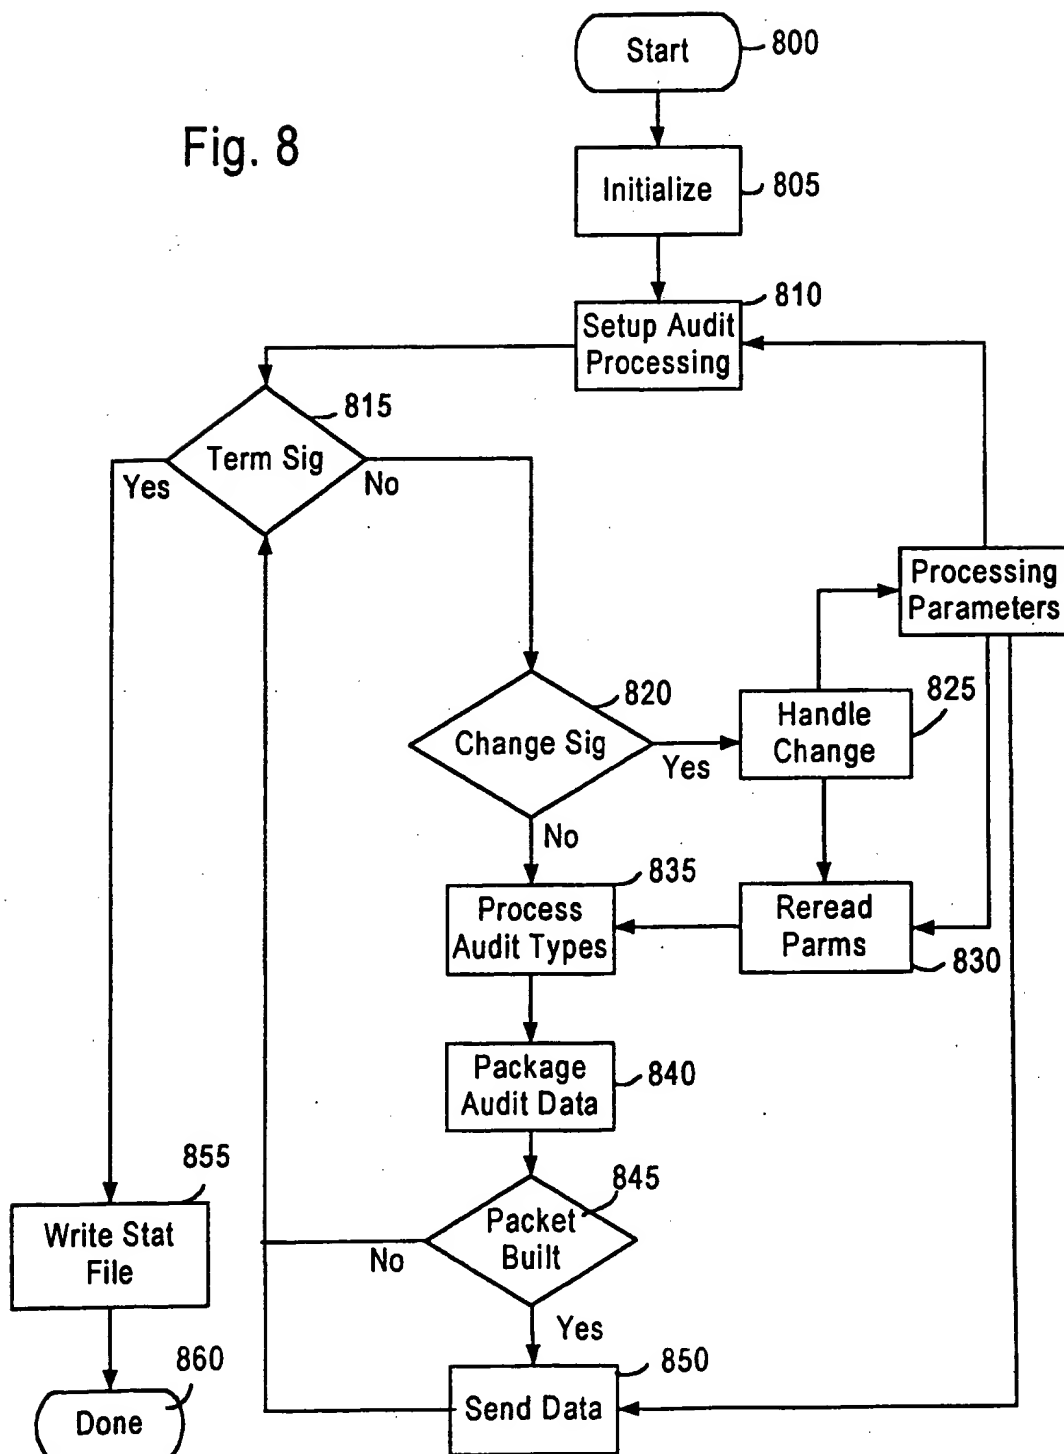 Start
800
Fig. 8
Initialize
805
810
Setup Audit
Processing
815
Term Sig
Yes
No
Processing
Parameters
820
825
Change Sig
Handle
Change
Yes
No
835
Process
Audit Types
Reread
Parms
830
Package
Audit Data
840
855
845
Write Stat
File
Packet
Built
No
Yes
860
850
Done
Send Data